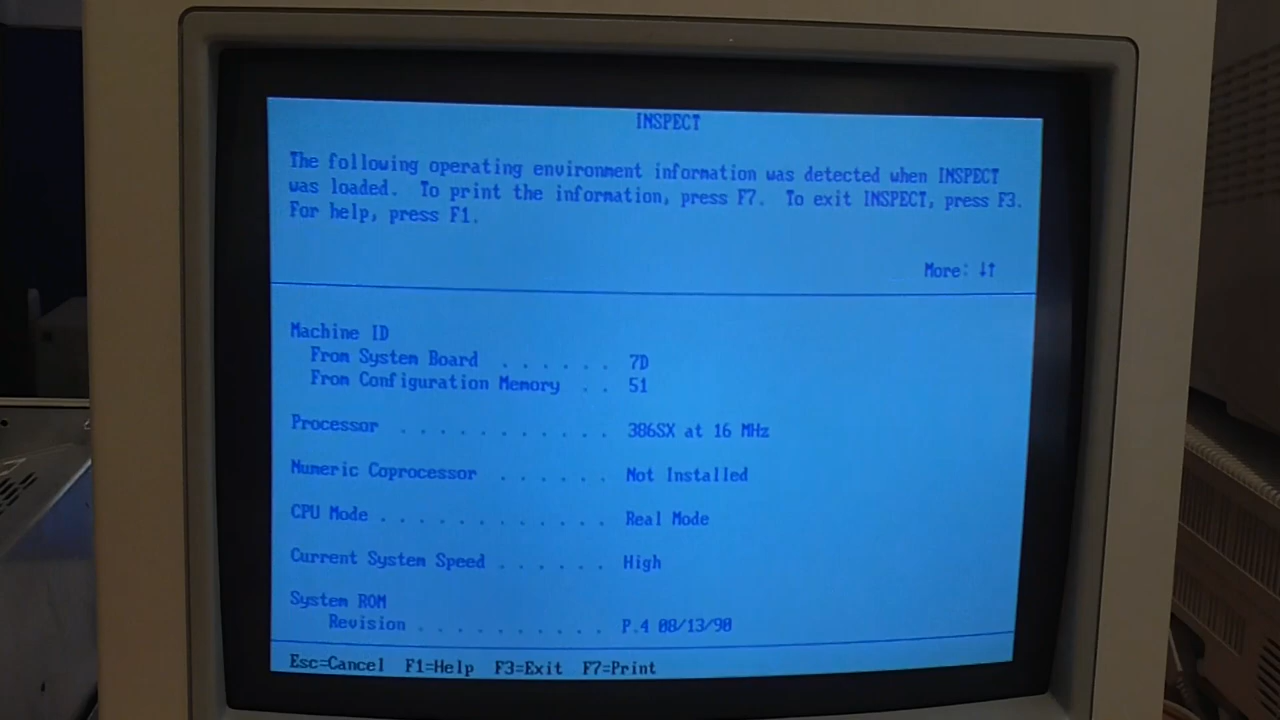 INSPECT
The following operating environment information was detected when INSPECT
was loaded.  To print the information, press F7.  To exit INSPECT, press F3.
For help, press F1.
More: ↓↑
Machine ID
From System Board . . . . . . 7D
From Configuration Memory . . 51
Processor . . . . . . . . . . . 386SX at 16 MHz
Numeric Coprocessor . . . . . . Not Installed
CPU Mode . . . . . . . . . . . . Real Mode
Current System Speed . . . . . . High
System ROM
Revision . . . . . . . . . . P.4 08/13/90
Esc=Cancel  F1=Help  F3=Exit  F7=Print